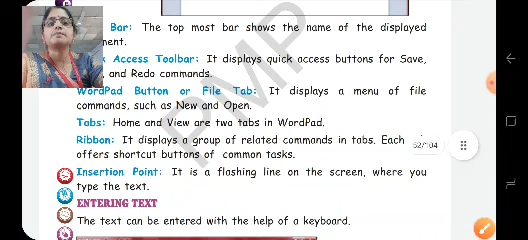 Bar: The top most bar shows the name of the displayed
Access Toolbar: It displays quick access buttons for Save,
and Redo commands.
WordPad Button or File Tab: It displays a menu of file
commands, such as New and Open.
Tabs: Home and View are two tabs in WordPad.
Ribbon: It displays a group of related commands in tabs. Each
offers shortcut buttons of common tasks.
52/104
Insertion Point: It is a flashing line on the screen, where you
type the text.
ENTERING TEXT
The text can be entered with the help of a keyboard.
PMP